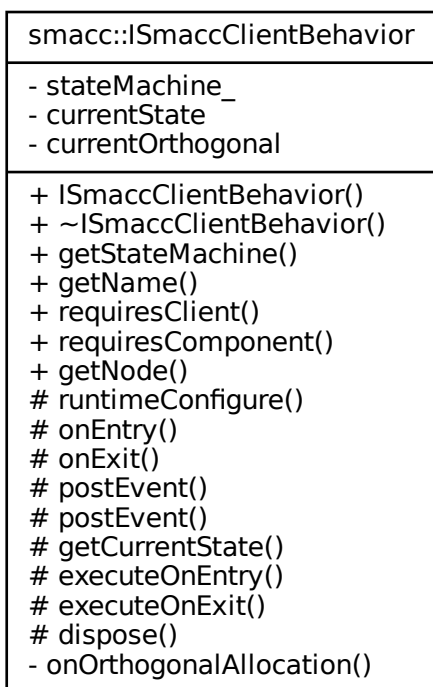 smacc::ISmaccClientBehavior
- stateMachine_
- currentState
- currentOrthogonal
+ ISmaccClientBehavior()
+ ~ISmaccClientBehavior()
+ getStateMachine()
+ getName()
+ requiresClient()
+ requiresComponent()
+ getNode()
# runtimeConfigure()
# onEntry()
# onExit()
# postEvent()
# postEvent()
# getCurrentState()
# executeOnEntry()
# executeOnExit()
# dispose()
- onOrthogonalAllocation()